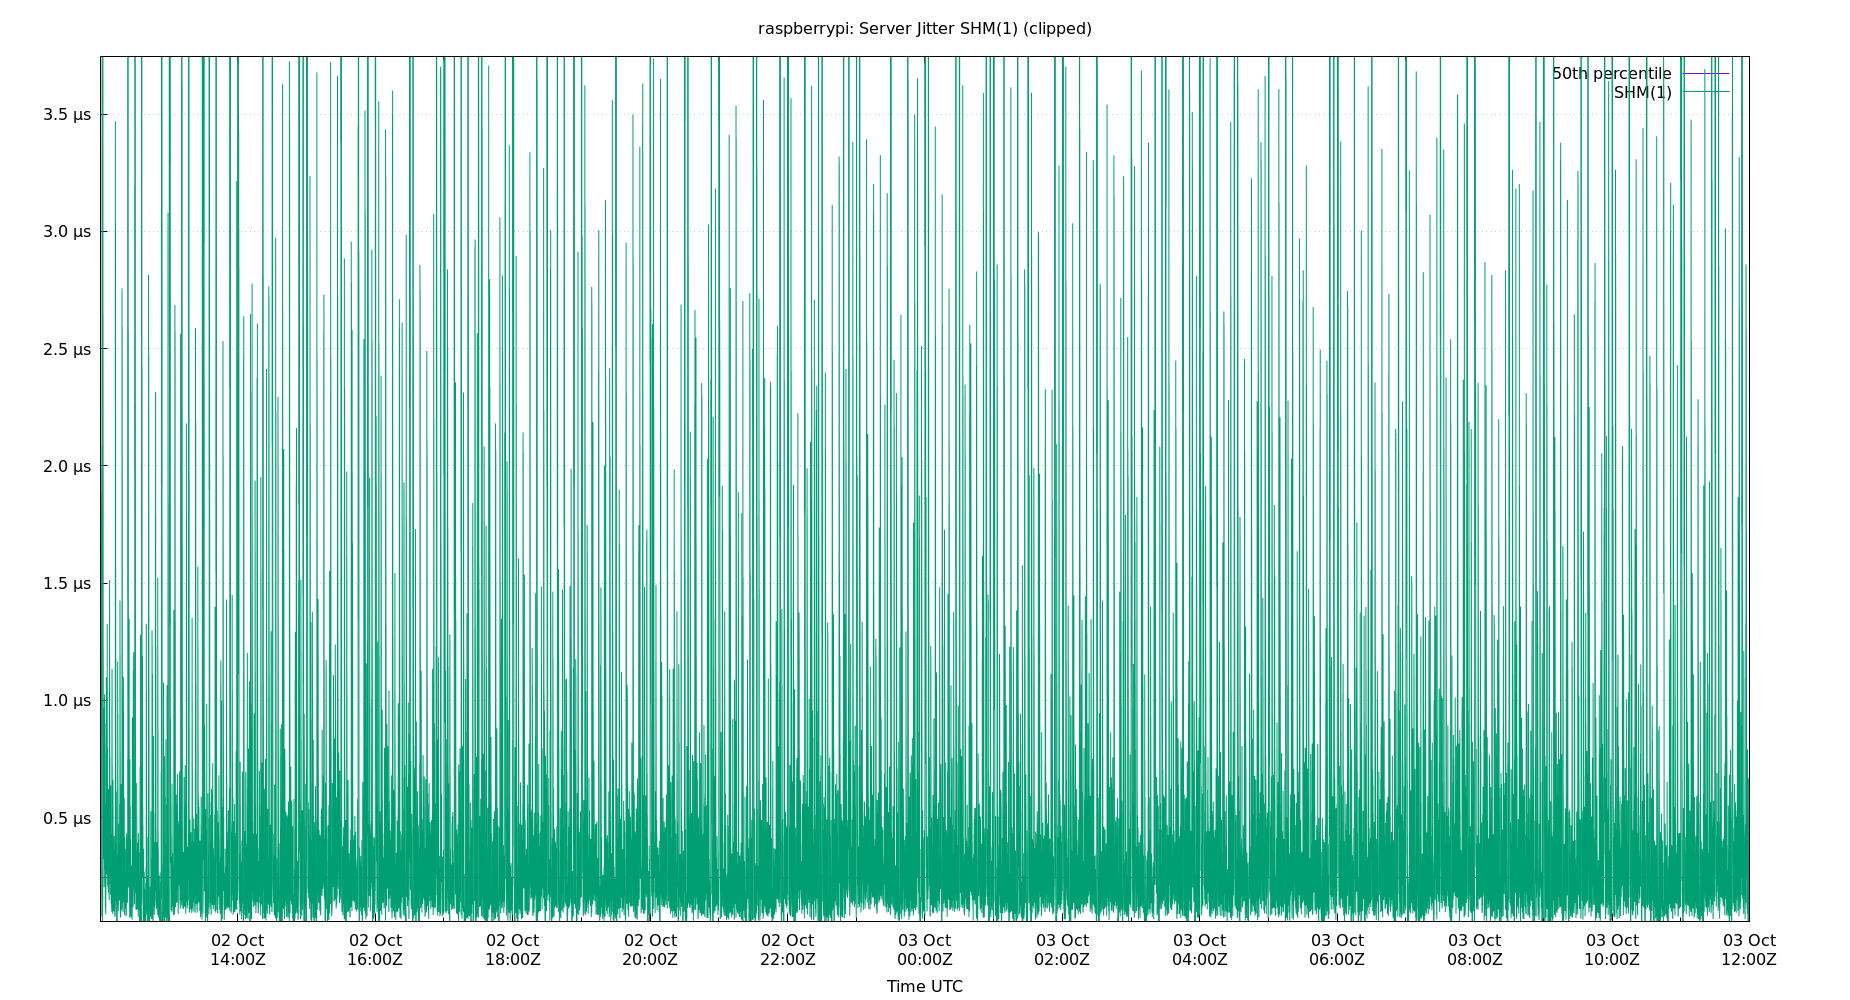 raspberrypi: Server Jitter SHM(1) (clipped)
50th percentile
SHM(1)
3.5 µs
3.0 µs
2.5 µs
2.0 µs
1.5 µs
1.0 µs
0.5 µs
02 Oct 02 Oct 02 Oct 02 Oct 02 Oct 03 Oct 03 Oct 03 Oct 03 Oct 03 Oct 03 Oct 03 Oct
14:00Z 16:00Z 18:00Z 20:00Z 22:00Z 00:00Z 02:00Z 04:00Z 06:00Z 08:00Z 10:00Z 12:00Z
Time UTC